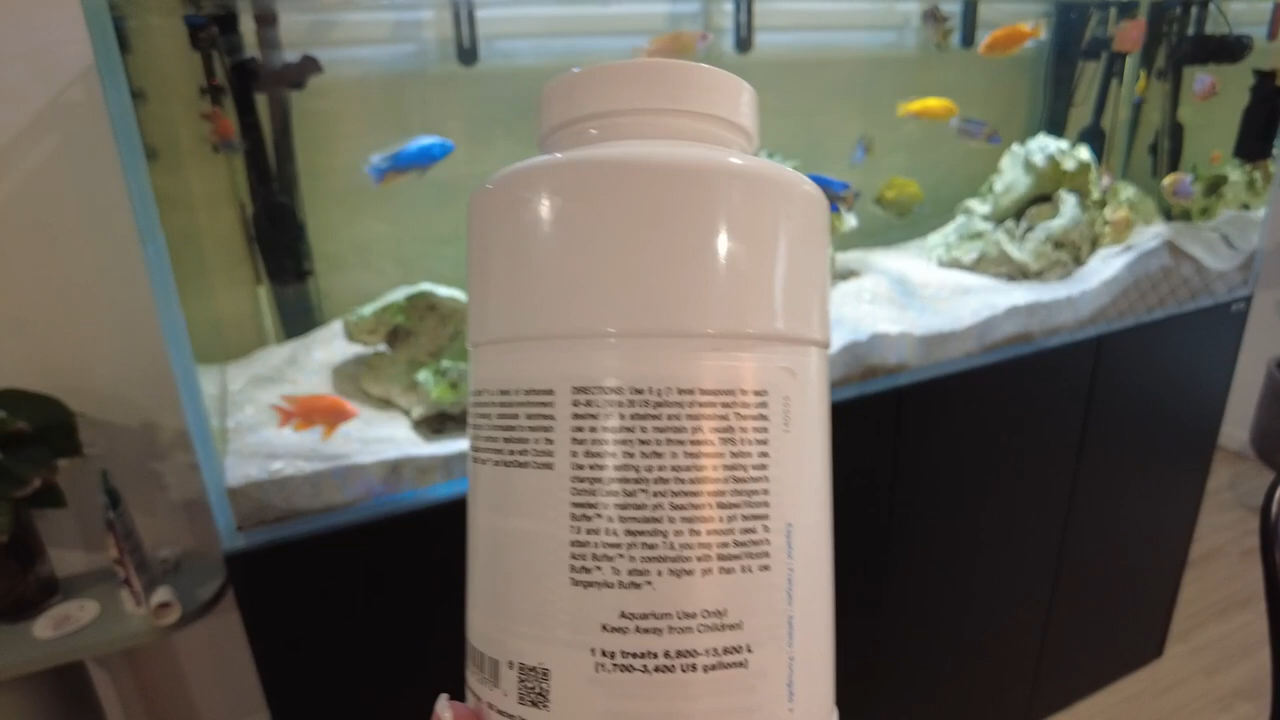 DIRECTIONS: Use 6 g (1 level teaspoon) for each
40-80 L (10 to 20 US gallons) of water each day until
desired pH is attained and maintained. Thereafter,
use as required to maintain pH, usually no more
than once every two to three weeks. TIPS: It is best
to dissolve the buffer in freshwater before use.
Use when setting up an aquarium or making water
changes, preferably after the addition of Seachem's
Cichlid Lake Salt™) and between water changes as
needed to maintain pH. Seachem's Malawi/Victoria
Buffer™ is formulated to maintain a pH between
7.8 and 8.4, depending on the amount used. To
attain a lower pH than 7.8, you may use Seachem's
Acid Buffer™ in combination with Malawi/Victoria
Buffer™. To attain a higher pH than 8.4, use
Tanganyika Buffer™.
Aquarium Use Only!
Keep Away from Children!
1 kg treats 6,800–13,600 L
(1,700–3,400 US gallons)
Español | Français | Italiano | Português